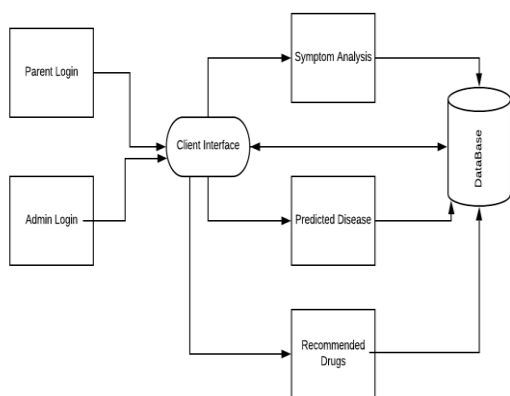 Parent Login
Symptom Analysis
Client Interface
DataBase
Admin Login
Predicted Disease
Recommended
Drugs